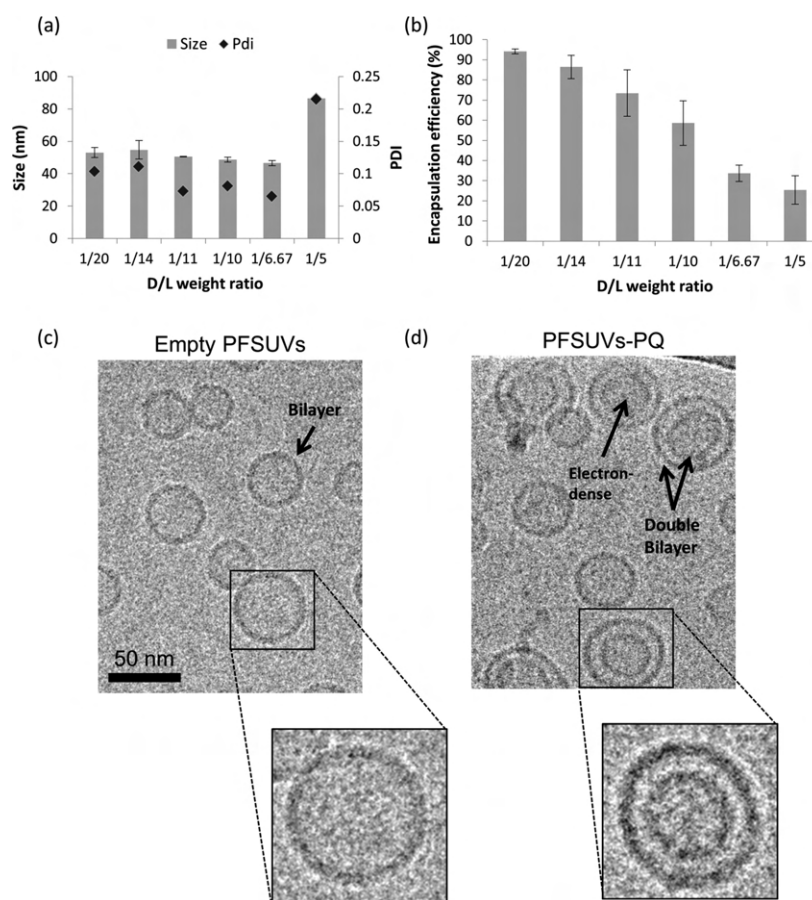 (a)
Size Pdi
100
80
60
40
20
0
0.25
0.2
0.15
0.1
0.05
0
Size (nm)
PDI
1/20 1/14 1/11 1/10 1/6.67 1/5
D/L weight ratio
(b)
100
90
80
70
60
50
40
30
20
10
0
Encapsulation efficiency (%)
1/20 1/14 1/11 1/10 1/6.67 1/5
D/L weight ratio
(c)
Empty PFSUVs
Bilayer
50 nm
(d)
PFSUVs-PQ
Electron-
dense
Double
Bilayer